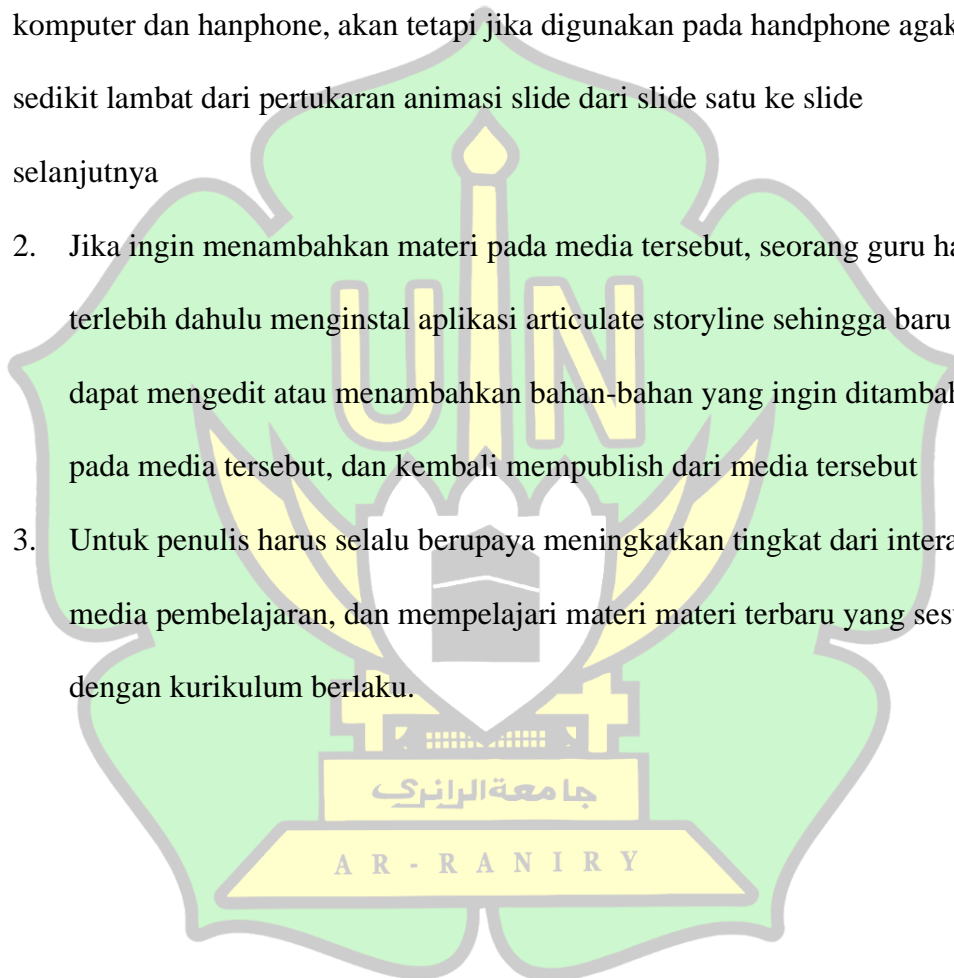 komputer dan hanphone, akan tetapi jika digunakan pada handphone agak
sedikit lambat dari pertukaran animasi slide dari slide satu ke slide
selanjutnya
2. Jika ingin menambahkan materi pada media tersebut, seorang guru ha
terlebih dahulu menginstal aplikasi articulate storyline sehingga baru
dapat mengedit atau menambahkan bahan-bahan yang ingin ditambah
pada media tersebut, dan kembali mempublish dari media tersebut
3. Untuk penulis harus selalu berupaya meningkatkan tingkat dari intera
media pembelajaran, dan mempelajari materi materi terbaru yang ses
dengan kurikulum berlaku.
UIN
جامعة الرانري
AR-RANIRY